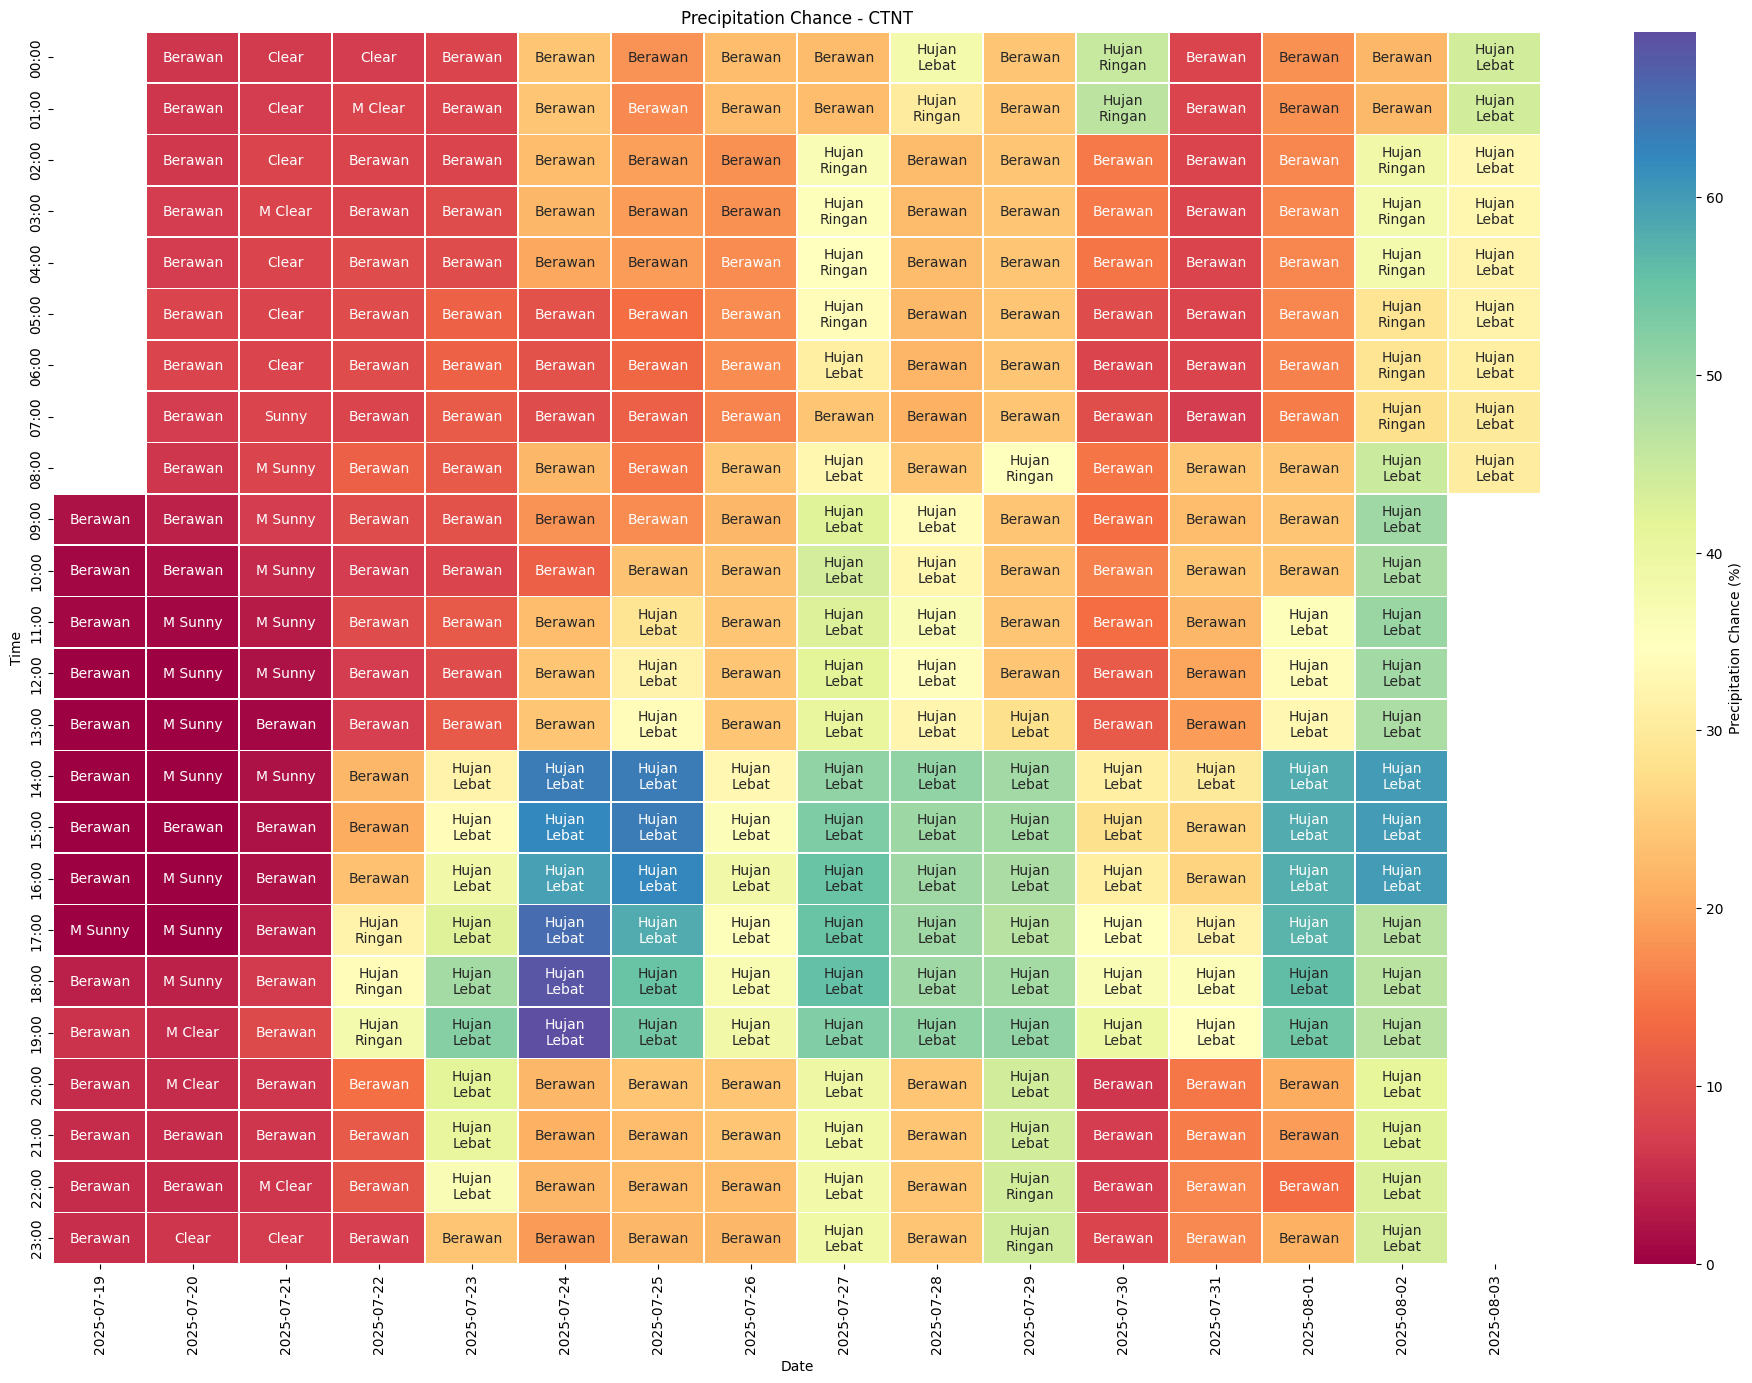 Precipitation Chance - CTNT
00:00 Berawan Clear Clear Berawan Berawan Berawan Berawan Berawan Hujan Lebat Berawan Hujan Ringan Berawan Berawan Berawan Hujan Lebat
01:00 Berawan Clear M Clear Berawan Berawan Berawan Berawan Berawan Hujan Ringan Berawan Hujan Ringan Berawan Berawan Berawan Hujan Lebat
02:00 Berawan Clear Berawan Berawan Berawan Berawan Berawan Hujan Ringan Berawan Berawan Berawan Berawan Berawan Hujan Ringan Hujan Lebat
03:00 Berawan M Clear Berawan Berawan Berawan Berawan Berawan Hujan Ringan Berawan Berawan Berawan Berawan Berawan Hujan Ringan Hujan Lebat
04:00 Berawan Clear Berawan Berawan Berawan Berawan Berawan Hujan Ringan Berawan Berawan Berawan Berawan Berawan Hujan Ringan Hujan Lebat
05:00 Berawan Clear Berawan Berawan Berawan Berawan Berawan Hujan Ringan Berawan Berawan Berawan Berawan Berawan Hujan Ringan Hujan Lebat
06:00 Berawan Clear Berawan Berawan Berawan Berawan Berawan Hujan Lebat Berawan Berawan Berawan Berawan Berawan Hujan Ringan Hujan Lebat
07:00 Berawan Sunny Berawan Berawan Berawan Berawan Berawan Berawan Berawan Berawan Berawan Berawan Berawan Hujan Ringan Hujan Lebat
08:00 Berawan M Sunny Berawan Berawan Berawan Berawan Berawan Hujan Lebat Berawan Hujan Ringan Berawan Berawan Berawan Hujan Lebat Hujan Lebat
09:00 Berawan Berawan M Sunny Berawan Berawan Berawan Berawan Berawan Hujan Lebat Hujan Lebat Berawan Berawan Berawan Berawan Hujan Lebat
10:00 Berawan Berawan M Sunny Berawan Berawan Berawan Berawan Berawan Hujan Lebat Hujan Lebat Berawan Berawan Berawan Berawan Hujan Lebat
11:00 Berawan M Sunny M Sunny Berawan Berawan Berawan Hujan Lebat Berawan Hujan Lebat Hujan Lebat Berawan Berawan Berawan Hujan Lebat Hujan Lebat
12:00 Berawan M Sunny M Sunny Berawan Berawan Berawan Hujan Lebat Berawan Hujan Lebat Hujan Lebat Berawan Berawan Berawan Hujan Lebat Hujan Lebat
13:00 Berawan M Sunny Berawan Berawan Berawan Berawan Hujan Lebat Berawan Hujan Lebat Hujan Lebat Hujan Lebat Berawan Berawan Hujan Lebat Hujan Lebat
14:00 Berawan M Sunny M Sunny Berawan Hujan Lebat Hujan Lebat Hujan Lebat Hujan Lebat Hujan Lebat Hujan Lebat Hujan Lebat Hujan Lebat Hujan Lebat Hujan Lebat Hujan Lebat
15:00 Berawan Berawan Berawan Berawan Hujan Lebat Hujan Lebat Hujan Lebat Hujan Lebat Hujan Lebat Hujan Lebat Hujan Lebat Hujan Lebat Berawan Hujan Lebat Hujan Lebat
16:00 Berawan M Sunny Berawan Berawan Hujan Lebat Hujan Lebat Hujan Lebat Hujan Lebat Hujan Lebat Hujan Lebat Hujan Lebat Hujan Lebat Berawan Hujan Lebat Hujan Lebat
17:00 M Sunny M Sunny Berawan Hujan Ringan Hujan Lebat Hujan Lebat Hujan Lebat Hujan Lebat Hujan Lebat Hujan Lebat Hujan Lebat Hujan Lebat Hujan Lebat Hujan Lebat Hujan Lebat
18:00 Berawan M Sunny Berawan Hujan Ringan Hujan Lebat Hujan Lebat Hujan Lebat Hujan Lebat Hujan Lebat Hujan Lebat Hujan Lebat Hujan Lebat Hujan Lebat Hujan Lebat Hujan Lebat
19:00 Berawan M Clear Berawan Hujan Ringan Hujan Lebat Hujan Lebat Hujan Lebat Hujan Lebat Hujan Lebat Hujan Lebat Hujan Lebat Hujan Lebat Hujan Lebat Hujan Lebat Hujan Lebat
20:00 Berawan M Clear Berawan Berawan Hujan Lebat Berawan Berawan Berawan Hujan Lebat Berawan Hujan Lebat Berawan Berawan Berawan Hujan Lebat
21:00 Berawan Berawan Berawan Berawan Hujan Lebat Berawan Berawan Berawan Hujan Lebat Berawan Hujan Lebat Berawan Berawan Berawan Hujan Lebat
22:00 Berawan Berawan M Clear Berawan Hujan Lebat Berawan Berawan Berawan Hujan Lebat Berawan Hujan Ringan Berawan Berawan Berawan Hujan Lebat
23:00 Berawan Clear Clear Berawan Berawan Berawan Berawan Berawan Hujan Lebat Berawan Hujan Ringan Berawan Berawan Berawan Hujan Lebat
Time
2025-07-19 2025-07-20 2025-07-21 2025-07-22 2025-07-23 2025-07-24 2025-07-25 2025-07-26 2025-07-27 2025-07-28 2025-07-29 2025-07-30 2025-07-31 2025-08-01 2025-08-02 2025-08-03
Date
60
50
40
30
20
10
0
Precipitation Chance (%)